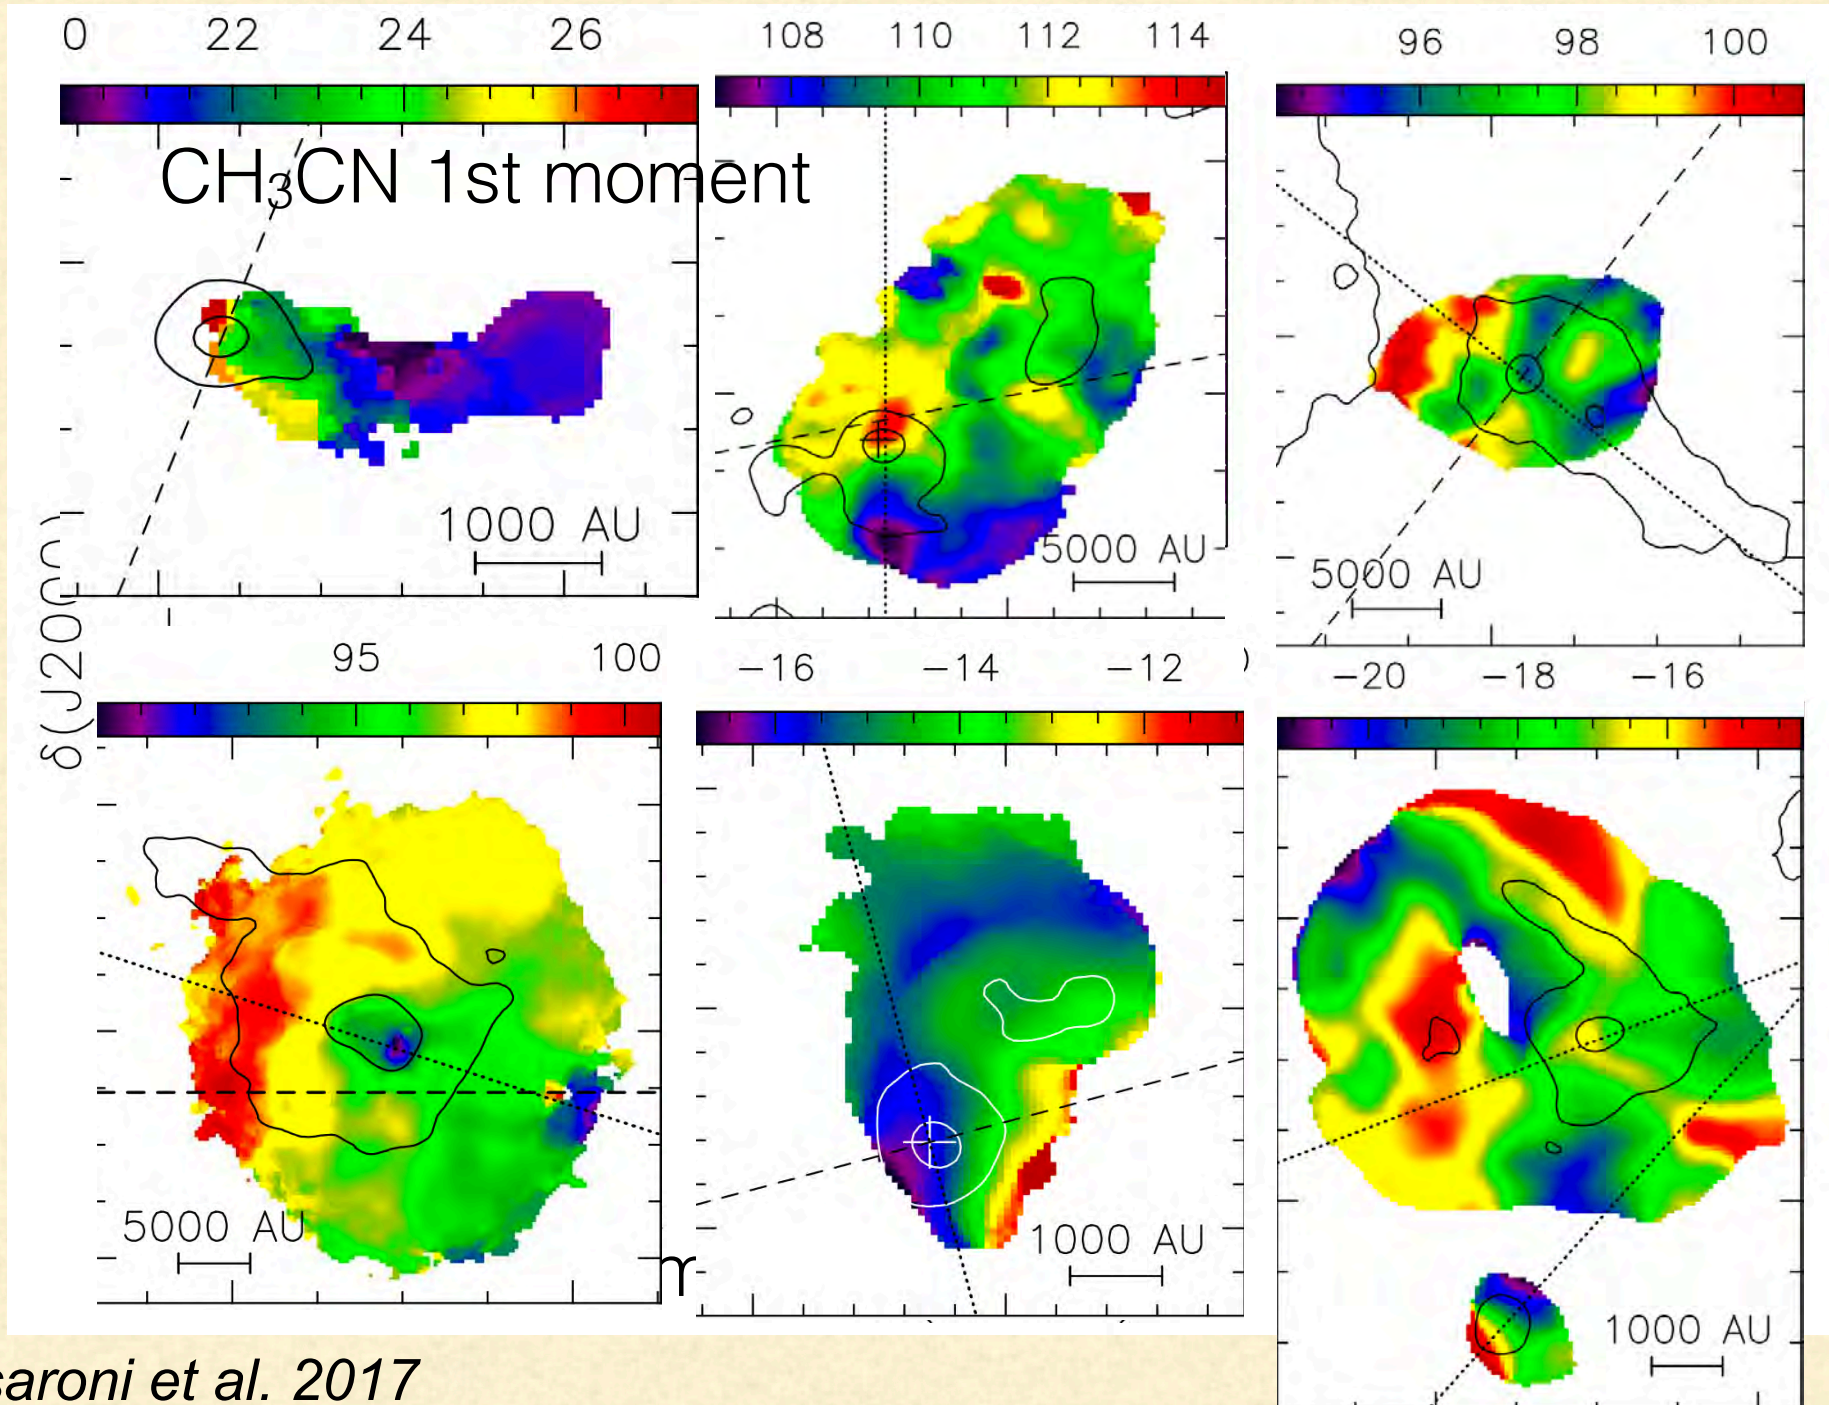 0 22 24 26
108 110 112 114
96 98 100
CH₃CN 1st moment
1000 AU
5000 AU
5000 AU
δ(J2000)
95 100
−16 −14 −12
−20 −18 −16
5000 AU
1000 AU
1000 AU
saroni et al. 2017